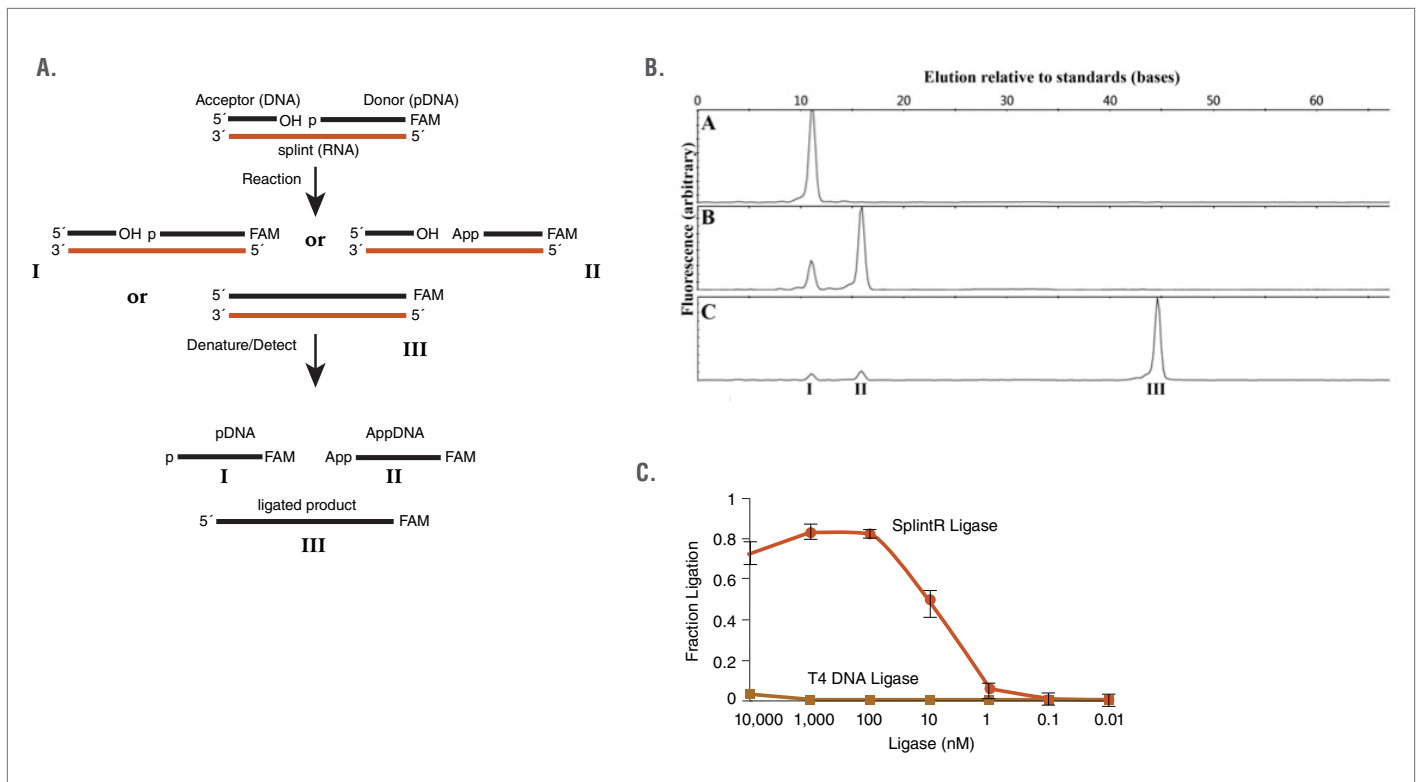 A.
Acceptor (DNA) Donor (pDNA)
5´ OH p FAM
3´ 5´
splint (RNA)
Reaction
5´ OH p FAM or 5´ OH App FAM
3´ 5´ 3´ 5´
I II
or 5´ FAM
3´ 5´
Denature/Detect III
pDNA AppDNA
p FAM App FAM
I II
ligated product
5´ FAM
III
B.
Elution relative to standards (bases)
0 10 20 30 40 50 60
Fluorescence (arbitrary)
A
B
C
I II III
C.
Fraction Ligation
1
0.8
0.6
0.4
0.2
0
SplintR Ligase
T4 DNA Ligase
10,000 1,000 100 10 1 0.1 0.01
Ligase (nM)